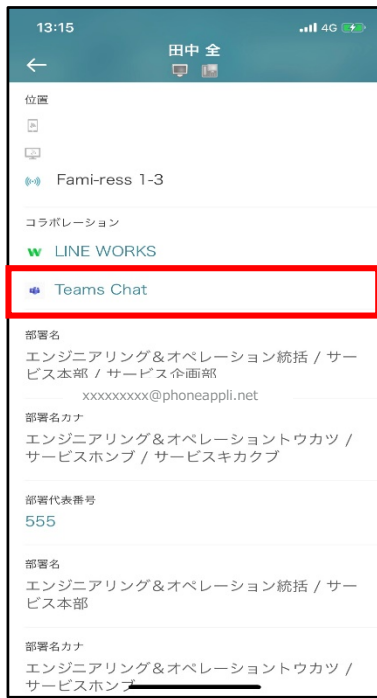 13:15
4G
田中 全
位置
Fami-ress 1-3
コラボレーション
LINE WORKS
Teams Chat
部署名
エンジニアリング＆オペレーション統括 / サー
ビス本部 / サービス企画部
xxxxxxxxx@phoneappli.net
部署名カナ
エンジニアリング＆オペレーショントウカツ /
サービスホンブ / サービスキカクブ
部署代表番号
555
部署名
エンジニアリング＆オペレーション統括 / サー
ビス本部
部署名カナ
エンジニアリング＆オペレーショントウカツ /
サービスホンブ